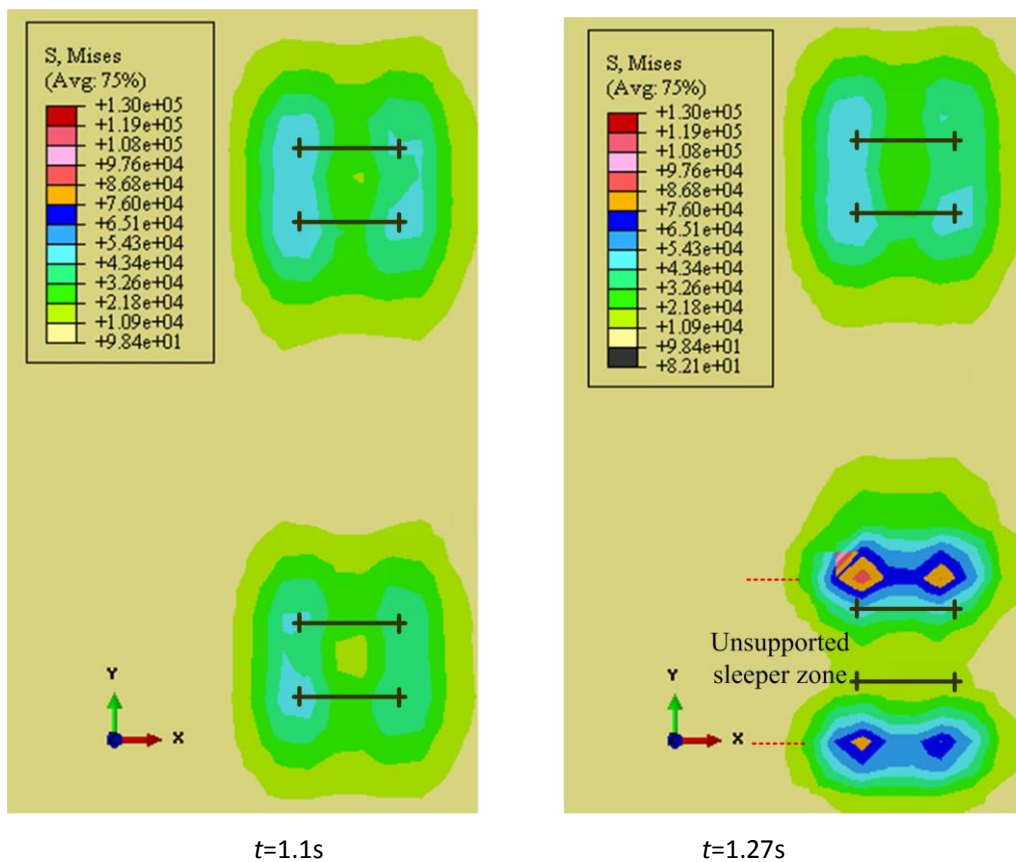 S, Mises
(Avg: 75%)
+1.30e+05
+1.19e+05
+1.08e+05
+9.76e+04
+8.68e+04
+7.60e+04
+6.51e+04
+5.43e+04
+4.34e+04
+3.26e+04
+2.18e+04
+1.09e+04
+9.84e+01
Y
X
S, Mises
(Avg: 75%)
+1.30e+05
+1.19e+05
+1.08e+05
+9.76e+04
+8.68e+04
+7.60e+04
+6.51e+04
+5.43e+04
+4.34e+04
+3.26e+04
+2.18e+04
+1.09e+04
+9.84e+01
+8.21e+01
Unsupported
sleeper zone
Y
X
t=1.1s
t=1.27s